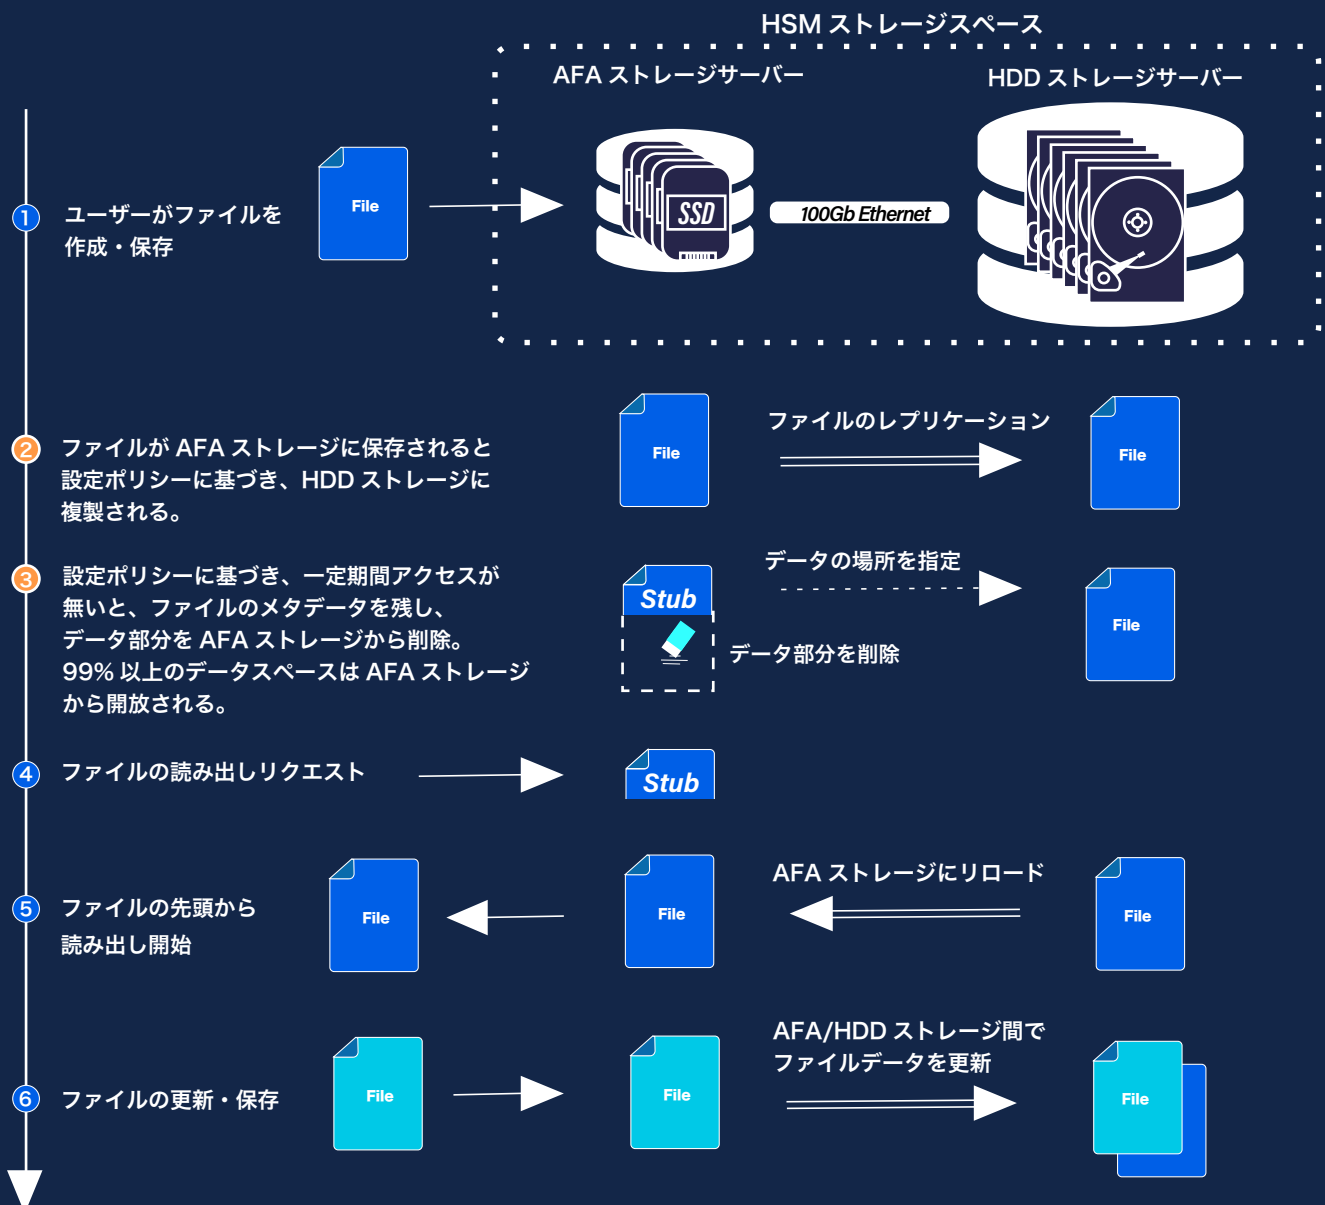 HSM ストレージスペース
AFA ストレージサーバー
HDD ストレージサーバー
SSD
100Gb Ethernet
1
ユーザーがファイルを
作成・保存
File
2
ファイルが AFA ストレージに保存されると
設定ポリシーに基づき、HDD ストレージに
複製される。
File
ファイルのレプリケーション
File
3
設定ポリシーに基づき、一定期間アクセスが
無いと、ファイルのメタデータを残し、
データ部分を AFA ストレージから削除。
99% 以上のデータスペースは AFA ストレージ
から開放される。
Stub
データ部分を削除
データの場所を指定
File
4
ファイルの読み出しリクエスト
Stub
5
ファイルの先頭から
読み出し開始
File
File
AFA ストレージにリロード
File
6
ファイルの更新・保存
File
File
AFA/HDD ストレージ間で
ファイルデータを更新
File